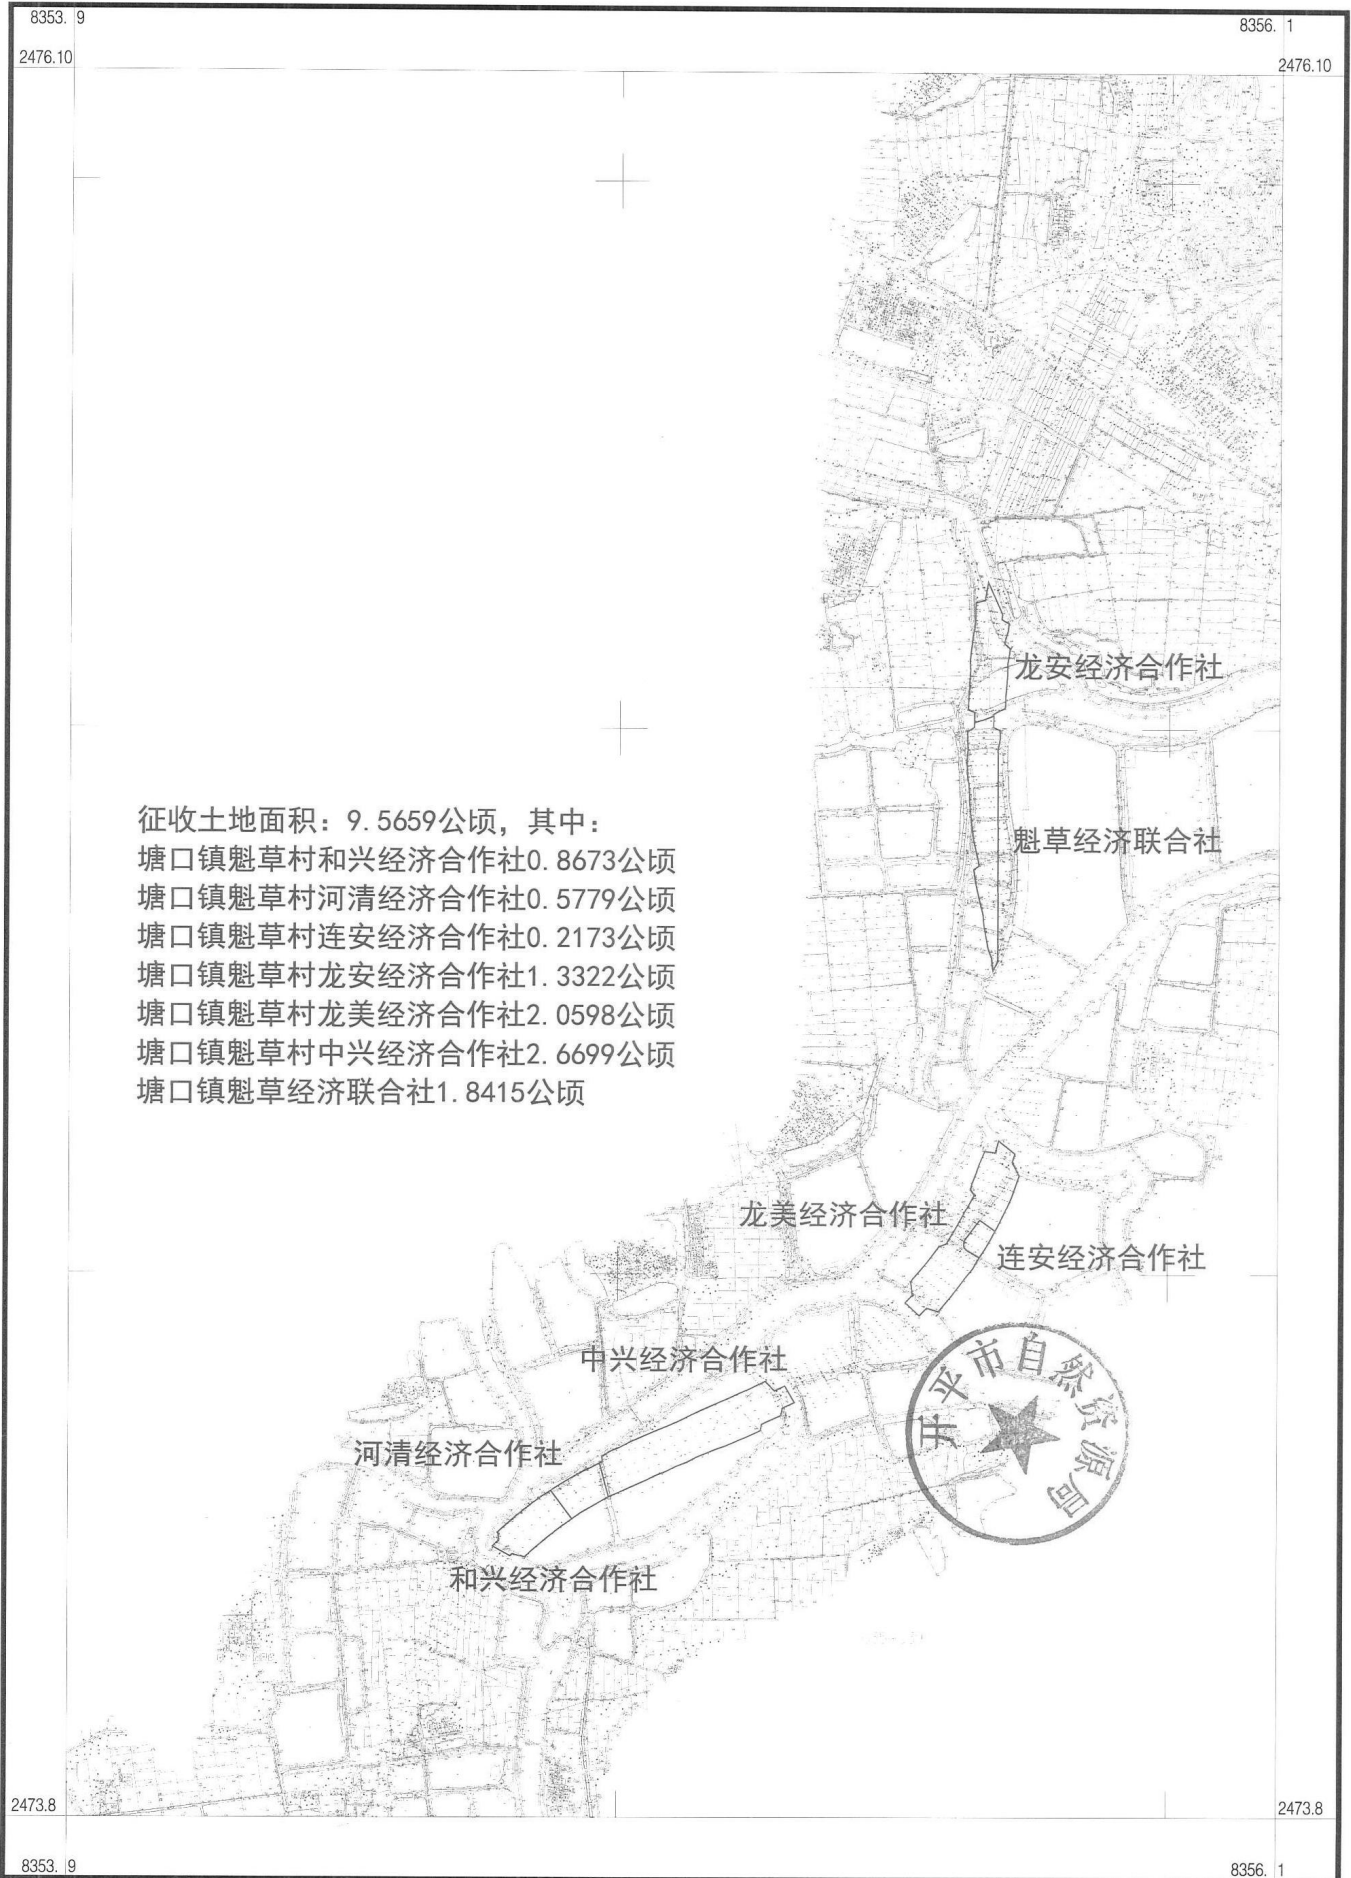 8353. 9
8356. 1
2476.10
2476.10
龙安经济合作社
魁草经济联合社
征收土地面积：9.5659公顷，其中：
塘口镇魁草村和兴经济合作社0.8673公顷
塘口镇魁草村河清经济合作社0.5779公顷
塘口镇魁草村连安经济合作社0.2173公顷
塘口镇魁草村龙安经济合作社1.3322公顷
塘口镇魁草村龙美经济合作社2.0598公顷
塘口镇魁草村中兴经济合作社2.6699公顷
塘口镇魁草经济联合社1.8415公顷
龙美经济合作社
连安经济合作社
中兴经济合作社
开平市自然资源局
河清经济合作社
和兴经济合作社
2473.8
2473.8
8353. 9
8356. 1